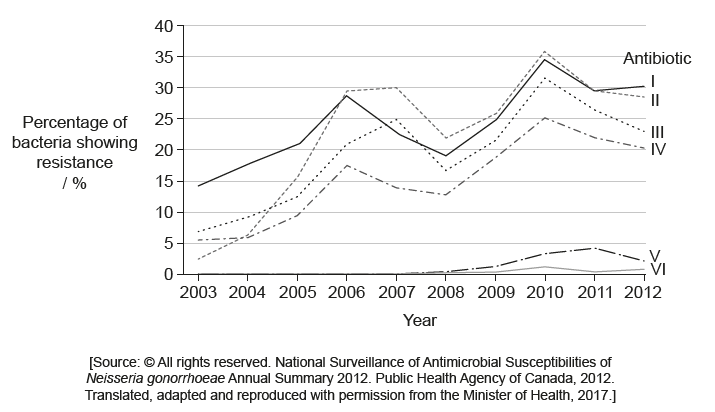 40
35
30
25
20
15
10
5
0
Percentage of
bacteria showing
resistance
/ %
Antibiotic
I
II
III
IV
V
VI
2003 2004 2005 2006 2007 2008 2009 2010 2011 2012
Year
[Source: © All rights reserved. National Surveillance of Antimicrobial Susceptibilities of
Neisseria gonorrhoeae Annual Summary 2012. Public Health Agency of Canada, 2012.
Translated, adapted and reproduced with permission from the Minister of Health, 2017.]